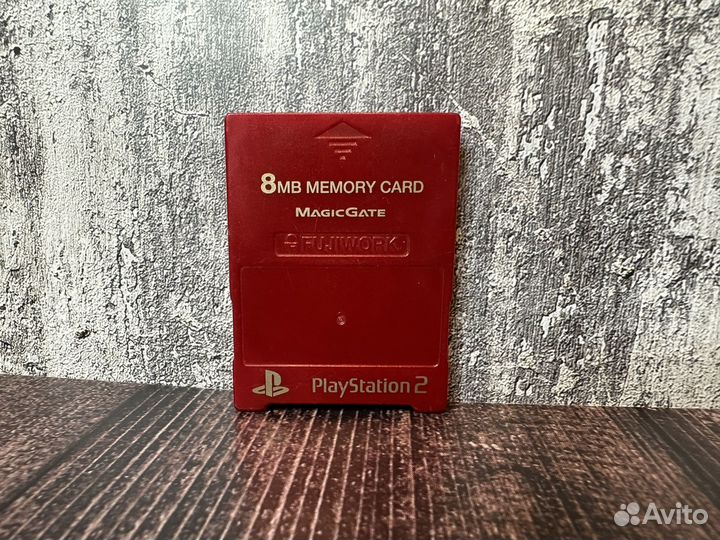 8MB MEMORY CARD
MAGICGATE
FUJIWORK
PlayStation 2
Avito